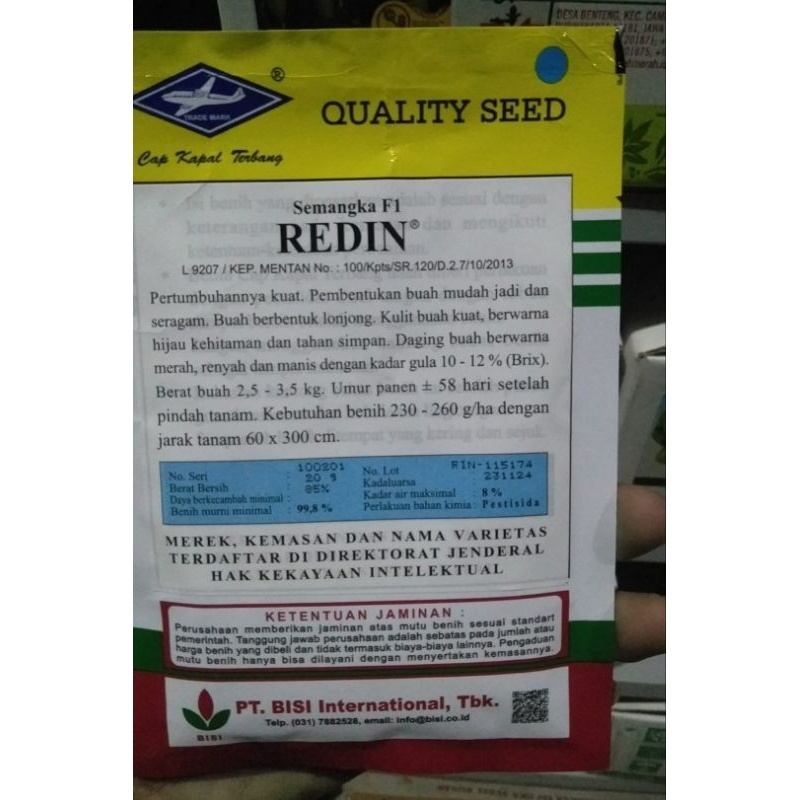 DESA BENTENG, KEC. CAM
®
TRADE MARK
QUALITY SEED
Cap Kapal Terbang
Semangka F1
REDIN®
L 9207 / KEP. MENTAN No. : 100/Kpts/SR.120/D.2.7/10/2013
Pertumbuhannya kuat. Pembentukan buah mudah jadi dan
seragam. Buah berbentuk lonjong. Kulit buah kuat, berwarna
hijau kehitaman dan tahan simpan. Daging buah berwarna
merah, renyah dan manis dengan kadar gula 10 - 12 % (Brix).
Berat buah 2,5 - 3,5 kg. Umur panen ± 58 hari setelah
pindah tanam. Kebutuhan benih 230 - 260 g/ha dengan
jarak tanam 60 x 300 cm.
No. Seri : 100201 No. Lot : RIN-115174
Berat Bersih : 20 g Kadaluarsa : 231124
Daya berkecambah minimal : 85% Kadar air maksimal : 8 %
Benih murni minimal : 99,8 % Perlakuan bahan kimia : Pestisida
MEREK, KEMASAN DAN NAMA VARIETAS
TERDAFTAR DI DIREKTORAT JENDERAL
HAK KEKAYAAN INTELEKTUAL
KETENTUAN JAMINAN :
Perusahaan memberikan jaminan atas mutu benih sesuai standart
pemerintah. Tanggung jawab perusahaan adalah sebatas pada jumlah atau
harga benih yang dibeli dan tidak termasuk biaya-biaya lainnya. Pengaduan
mutu benih hanya bisa dilayani dengan menyertakan kemasannya.
BISI
PT. BISI International, Tbk.
Telp. (031) 7882528, email: info@bisi.co.id